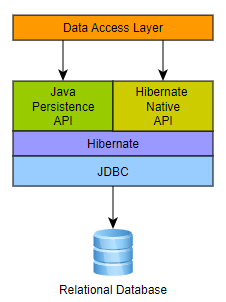 Data Access Layer
Java
Persistence
API
Hibernate
Native
API
Hibernate
JDBC
Relational Database